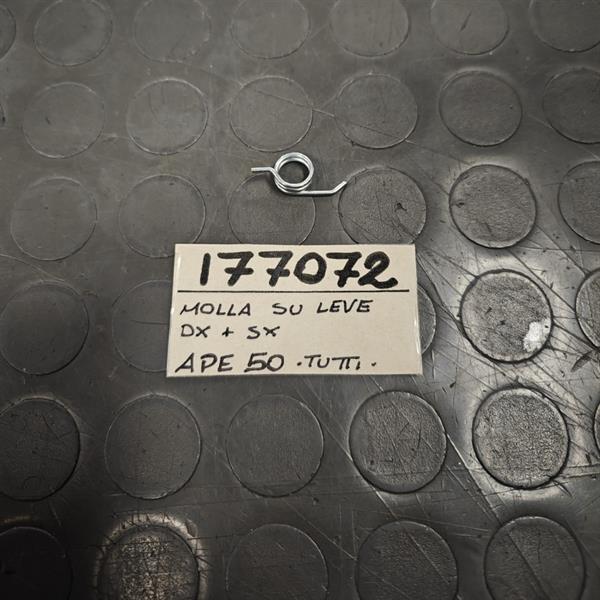 177072
MOLLA SU LEVE
DX + SX
APE 50 .TUTTI.